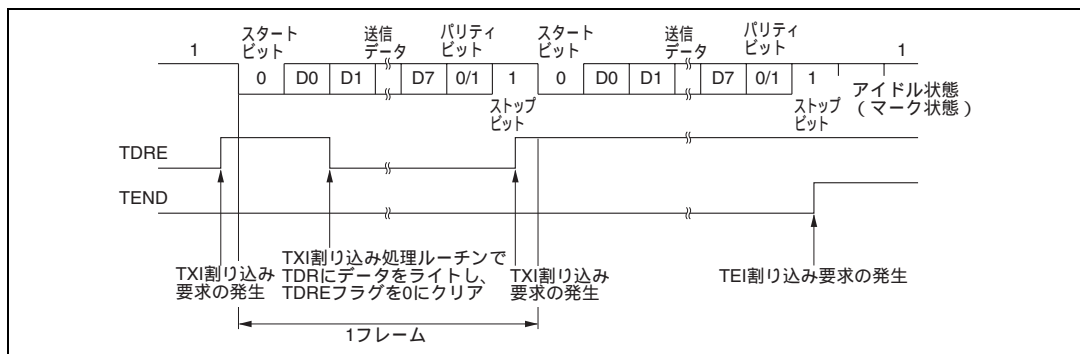 1
スタート
ビット
送信
データ
パリティ
ビット
スタート
ビット
送信
データ
パリティ
ビット
1
0 D0 D1 D7 0/1 1 0 D0 D1 D7 0/1 1
ストップ
ビット
ストップ
ビット
アイドル状態
(マーク状態)
TDRE
TEND
TXI割り込み
要求の発生
TXI割り込み処理ルーチンで
TDRにデータをライトし、
TDREフラグを0にクリア
TXI割り込み
要求の発生
TEI割り込み要求の発生
1フレーム